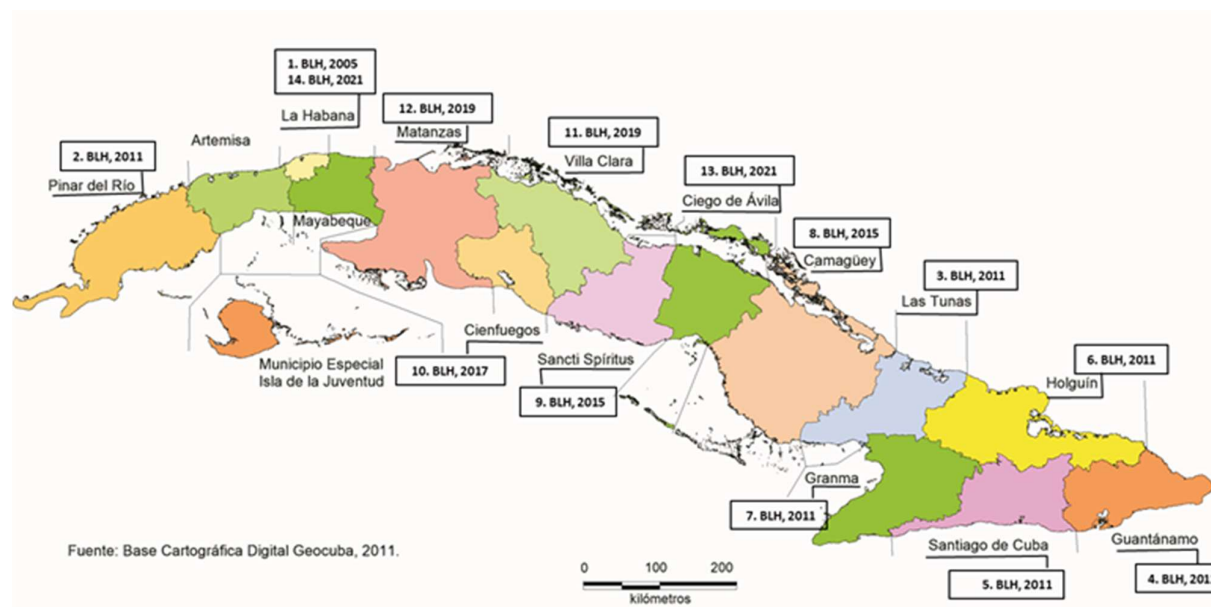 1. BLH, 2005
14. BLH, 2021
La Habana
12. BLH, 2019
Matanzas
Artemisa
11. BLH, 2019
Villa Clara
2. BLH, 2011
Pinar del Río
13. BLH, 2021
Ciego de Ávila
Mayabeque
8. BLH, 2015
Camagüey
3. BLH, 2011
Las Tunas
Cienfuegos
10. BLH, 2017
Municipio Especial
Isla de la Juventud
Sancti Spíritus
9. BLH, 2015
6. BLH, 2011
Holguín
Granma
7. BLH, 2011
Fuente: Base Cartográfica Digital Geocuba, 2011.
Santiago de Cuba
5. BLH, 2011
Guantánamo
4. BLH,
0 100 200
kilómetros